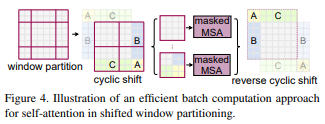 A C
B
window partition
B
C A
cyclic shift
masked
MSA
masked
MSA
A C
B
B
C A
reverse cyclic shift
Figure 4. Illustration of an efficient batch computation approach
for self-attention in shifted window partitioning.